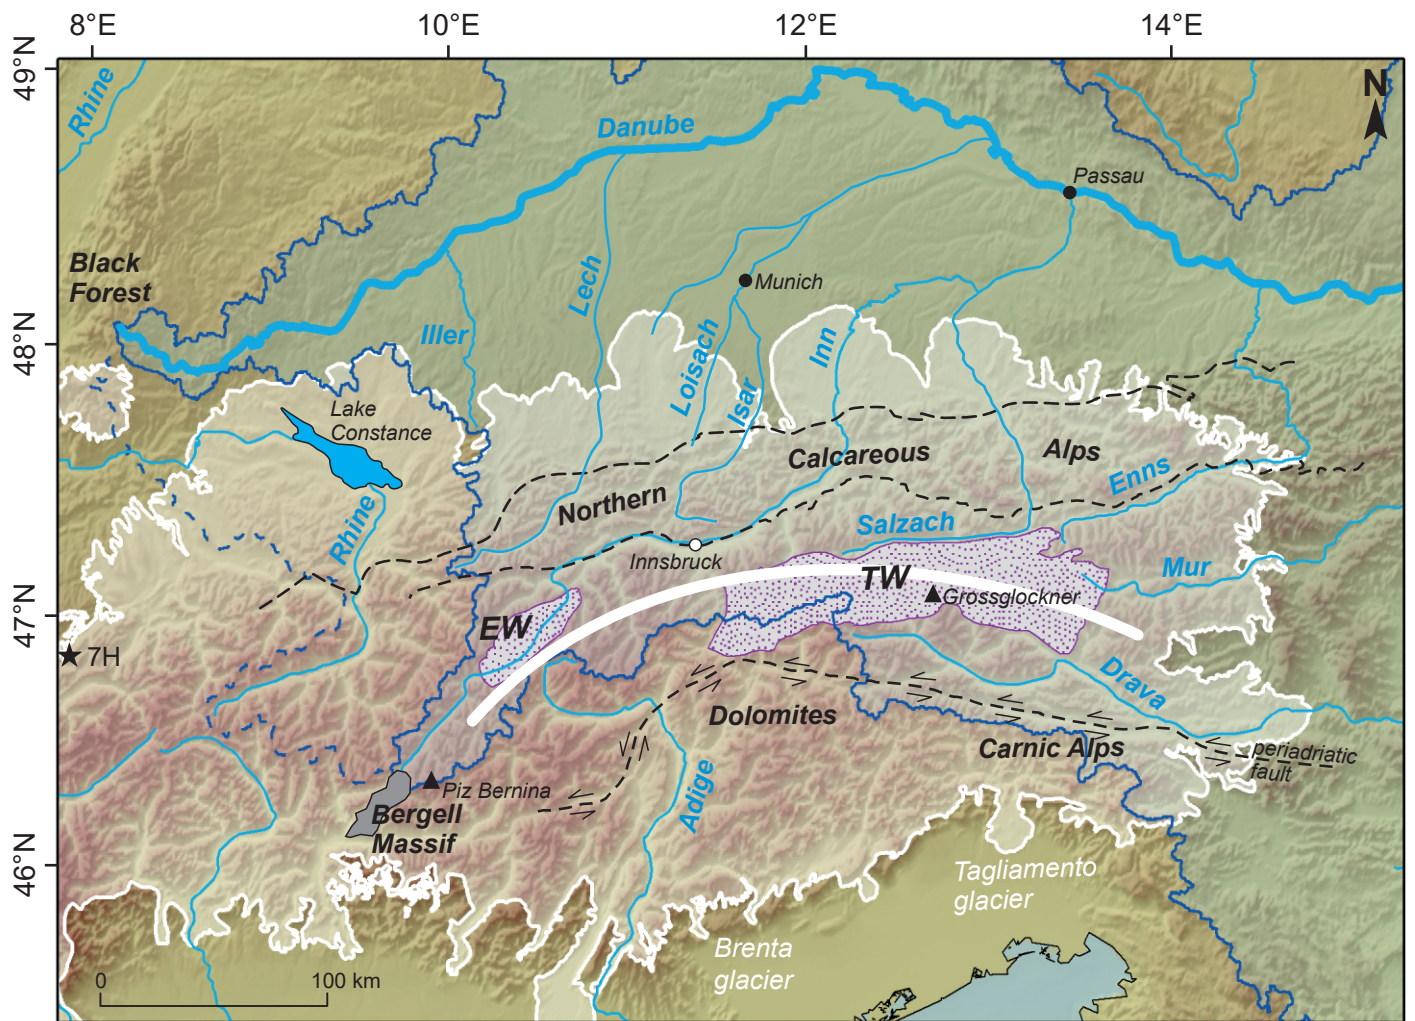 8°E
10°E
12°E
14°E
49°N
48°N
47°N
46°N
N
Rhine
Danube
Passau
Black
Forest
Lech
Munich
Iller
Loisach
Isar
Inn
Lake
Constance
Calcareous
Alps
Enns
Northern
Rhine
Salzach
Innsbruck
Mur
TW
Grossglockner
EW
7H
Drava
Dolomites
Carnic Alps
periadriatic
fault
Piz Bernina
Adige
Bergell
Massif
Tagliamento
glacier
Brenta
glacier
0
100 km